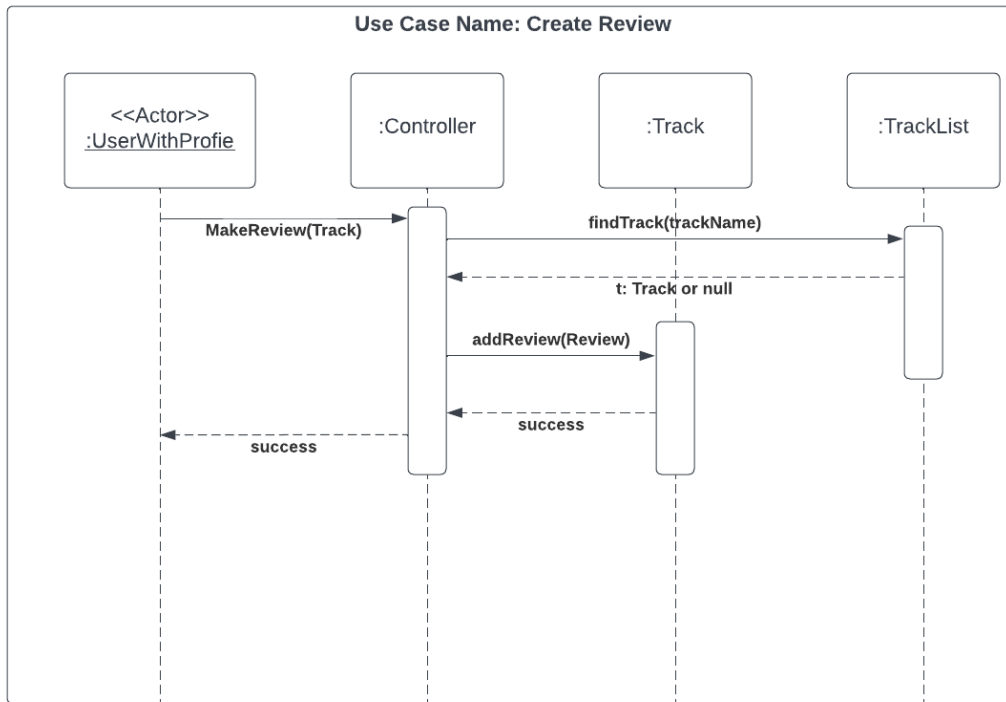 Use Case Name: Create Review
<<Actor>>
:UserWithProfie
:Controller
:Track
:TrackList
MakeReview(Track)
findTrack(trackName)
t: Track or null
addReview(Review)
success
success